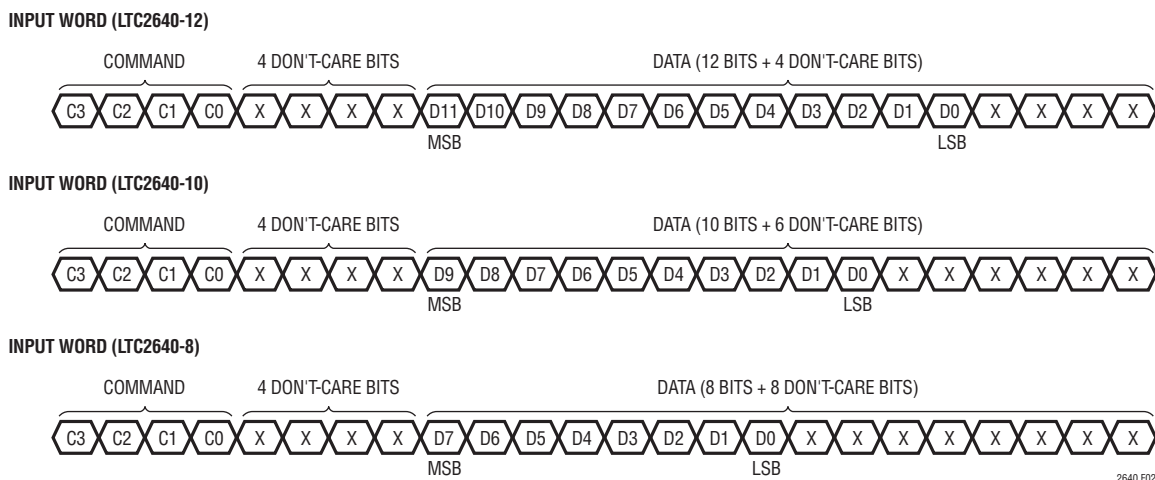 INPUT WORD (LTC2640-12)
COMMAND 4 DON'T-CARE BITS DATA (12 BITS + 4 DON'T-CARE BITS)
C3 C2 C1 C0 X X X X D11 D10 D9 D8 D7 D6 D5 D4 D3 D2 D1 D0 X X X X
MSB LSB
INPUT WORD (LTC2640-10)
COMMAND 4 DON'T-CARE BITS DATA (10 BITS + 6 DON'T-CARE BITS)
C3 C2 C1 C0 X X X X D9 D8 D7 D6 D5 D4 D3 D2 D1 D0 X X X X X X
MSB LSB
INPUT WORD (LTC2640-8)
COMMAND 4 DON'T-CARE BITS DATA (8 BITS + 8 DON'T-CARE BITS)
C3 C2 C1 C0 X X X X D7 D6 D5 D4 D3 D2 D1 D0 X X X X X X X X
MSB LSB
2640 F02